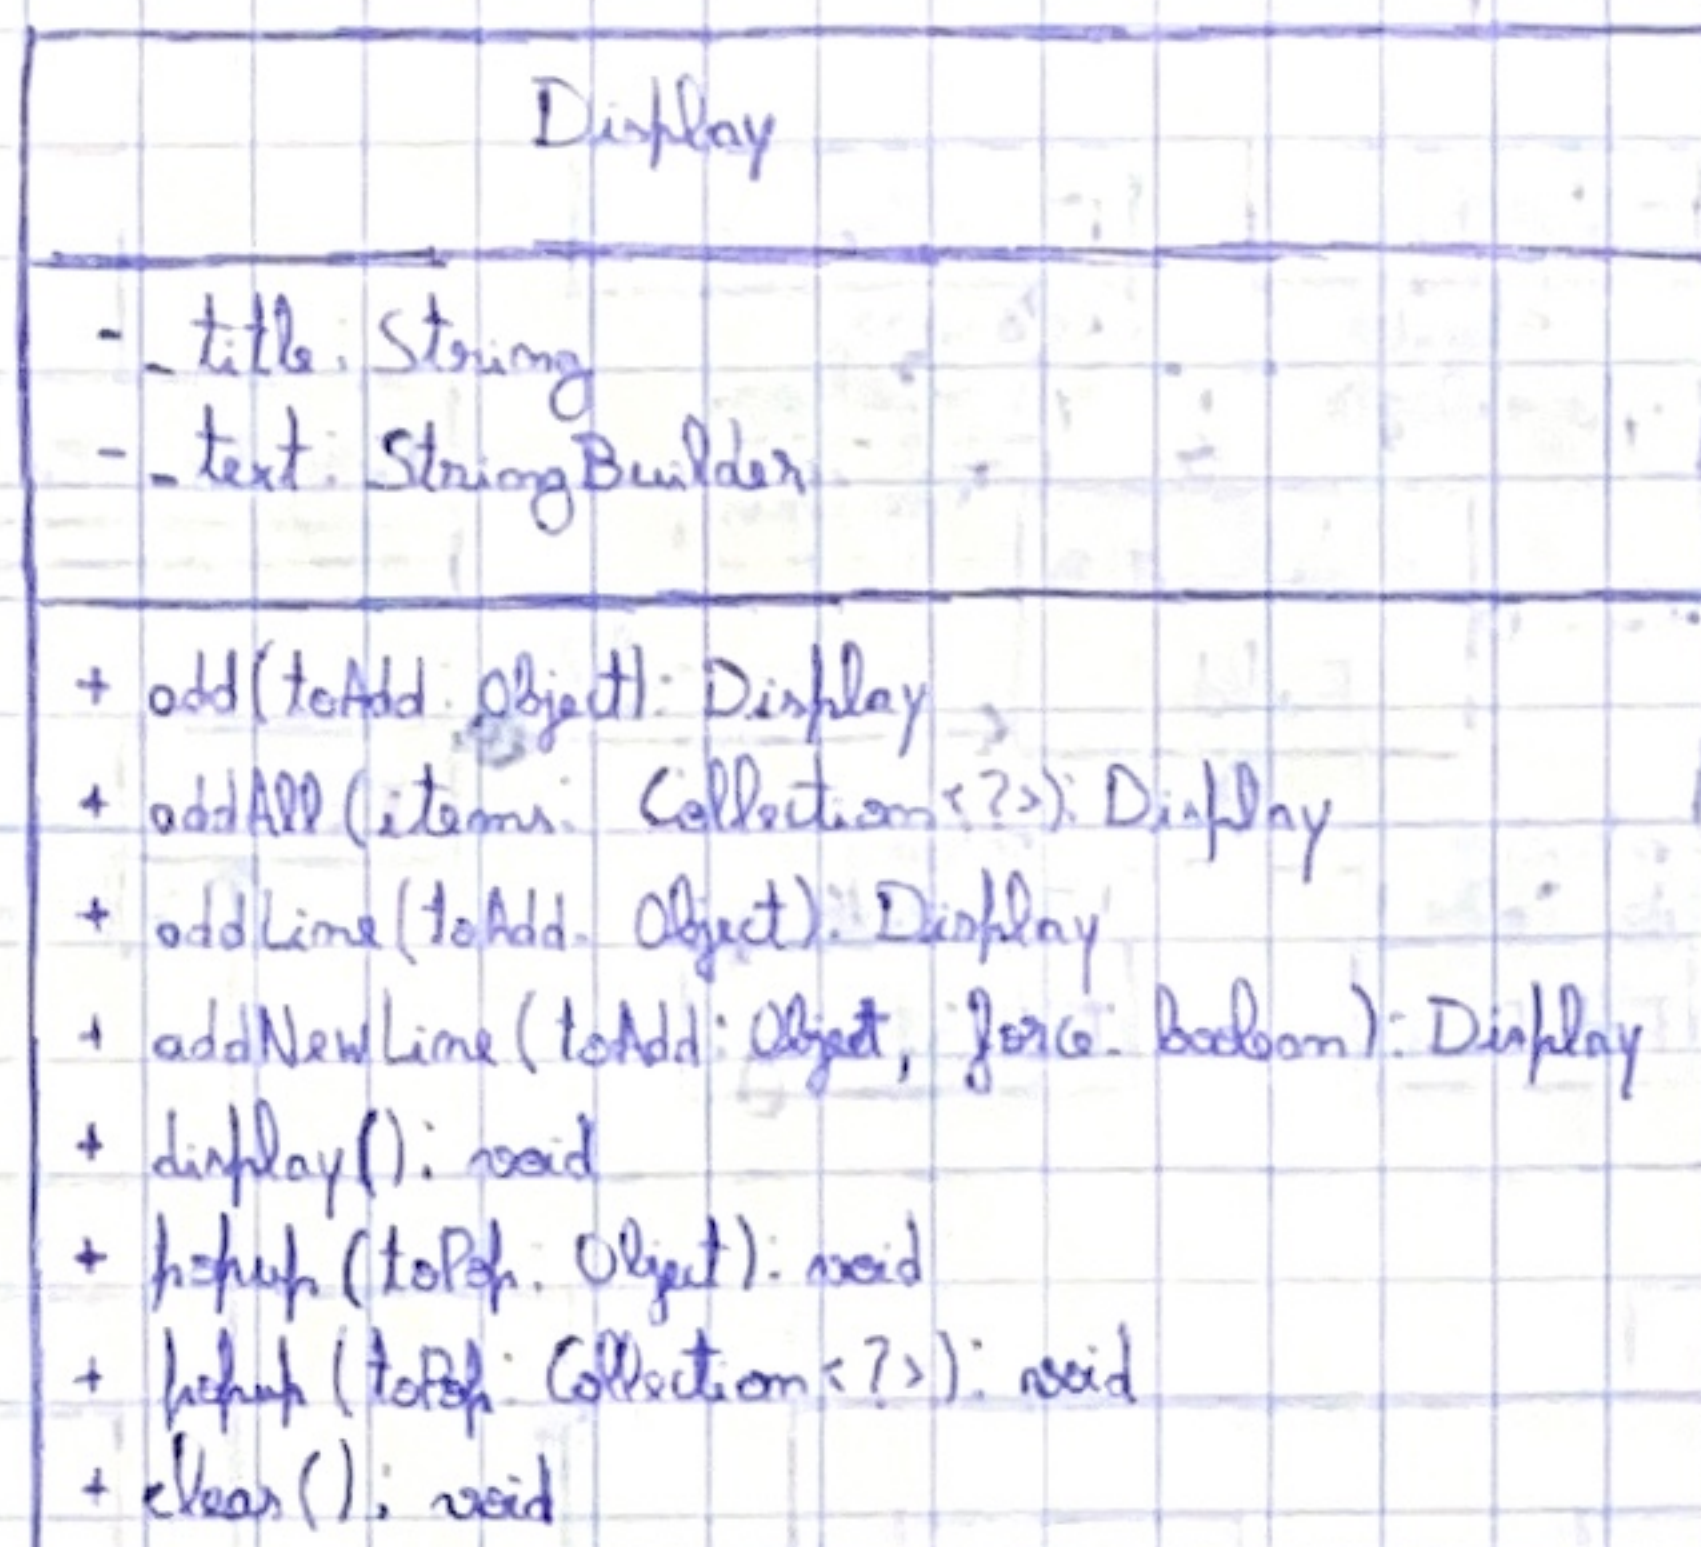 Display
- _title: String
- _text: StringBuilder
+ add(toAdd: Object): Display
+ addAll(items: Collection<?>): Display
+ addLine(toAdd: Object): Display
+ addNewLine(toAdd: Object, force: boolean): Display
+ display(): void
+ popup(toPop: Object): void
+ popup(toPop: Collection<?>): void
+ clear(): void